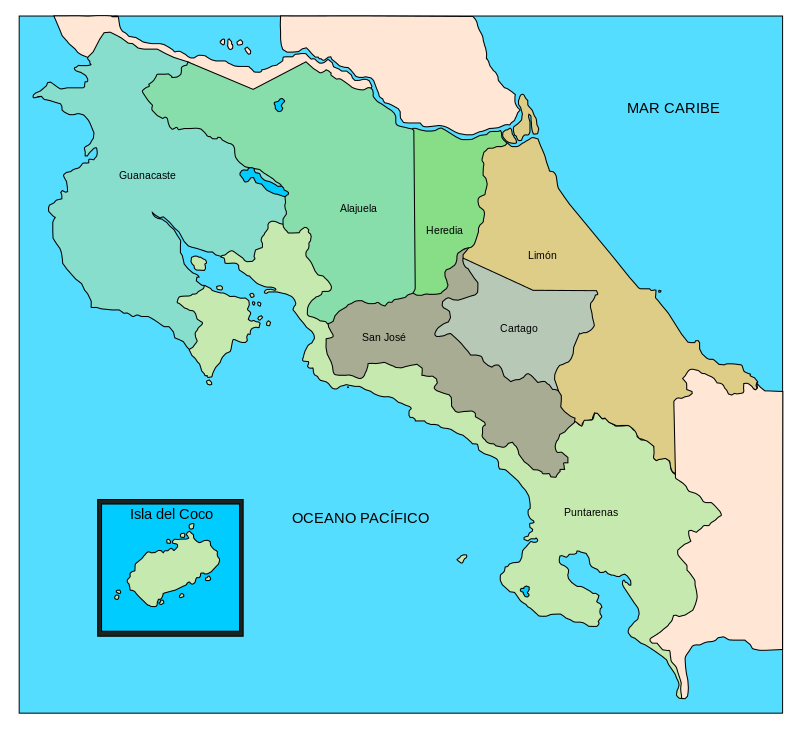 MAR CARIBE
Guanacaste
Alajuela
Heredia
Limón
San José
Cartago
Puntarenas
OCEANO PACÍFICO
Isla del Coco